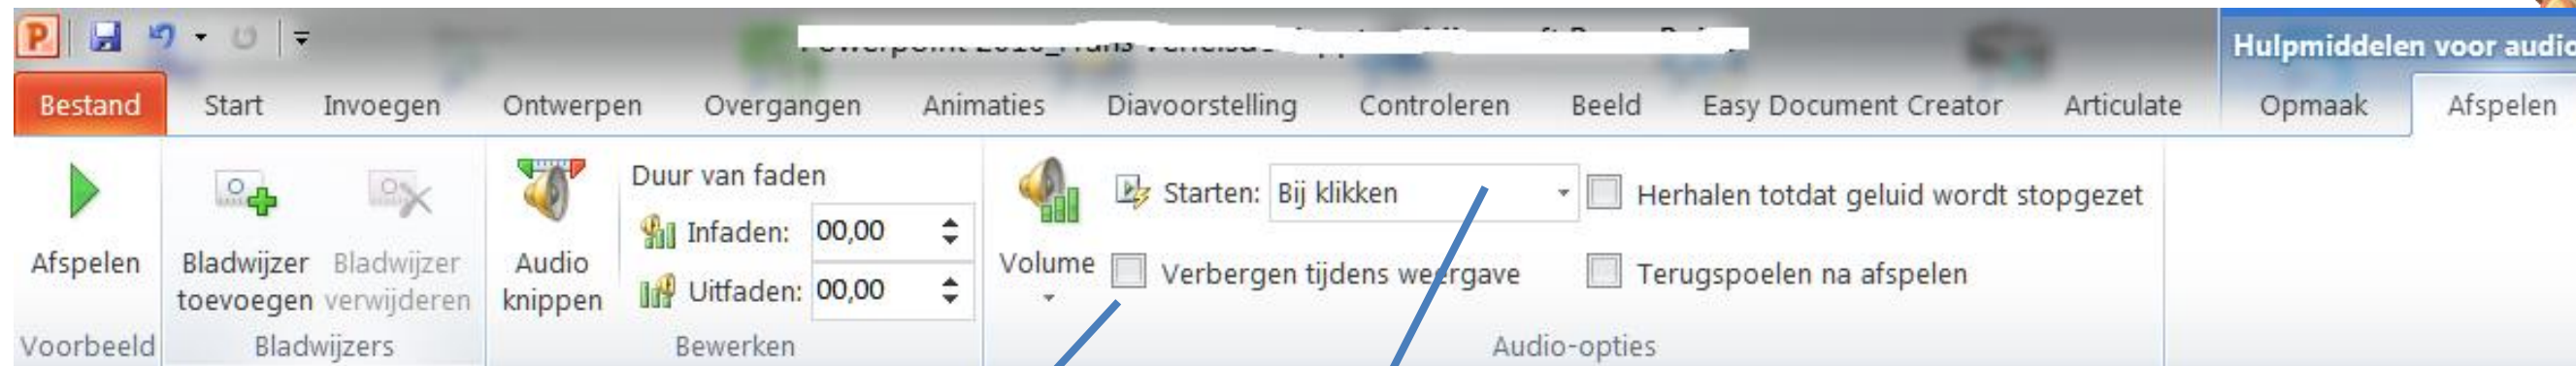 Hulpmiddelen voor audio
Bestand Start Invoegen Ontwerpen Overgangen Animaties Diavoorstelling Controleren Beeld Easy Document Creator Articulate Opmaak Afspelen
Duur van faden
Starten: Bij klikken Herhalen totdat geluid wordt stopgezet
Infaden: 00,00
Afspelen Bladwijzer toevoegen Bladwijzer verwijderen Audio knippen Volume Verbergen tijdens weergave Terugspoelen na afspelen
Uitfaden: 00,00
Voorbeeld Bladwijzers Bewerken Audio-opties